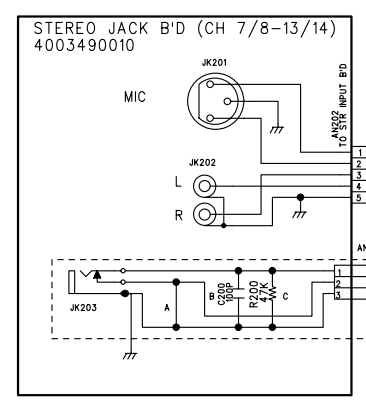 STEREO JACK B'D (CH 7/8-13/14)
4003490010
JK201
MIC
AN202
TO STR INPUT B'D
1
2
3
4
5
JK202
L
R
AN
1
2
3
JK203
A
B
C200
100P
R200
47K
C